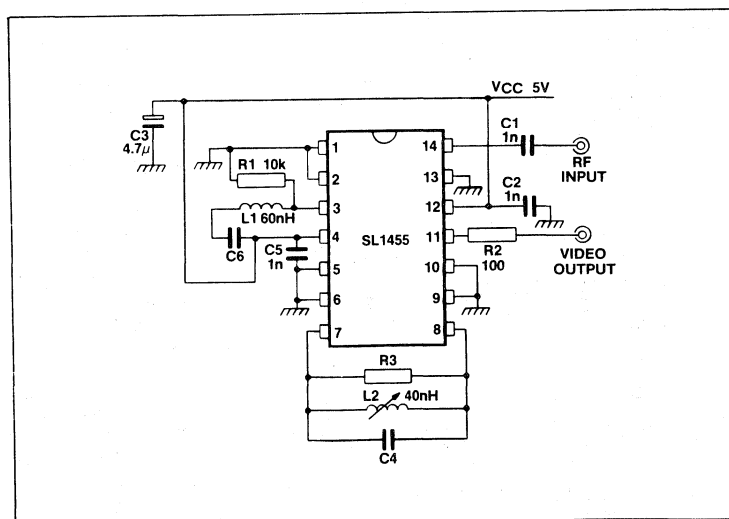 VCC 5V
C3
4.7μ
C1
1n
RF
INPUT
R1 10k
L1 60nH
C6
C5
1n
SL1455
C2
1n
R2
100
VIDEO
OUTPUT
1
2
3
4
5
6
7
14
13
12
11
10
9
8
R3
L2 40nH
C4